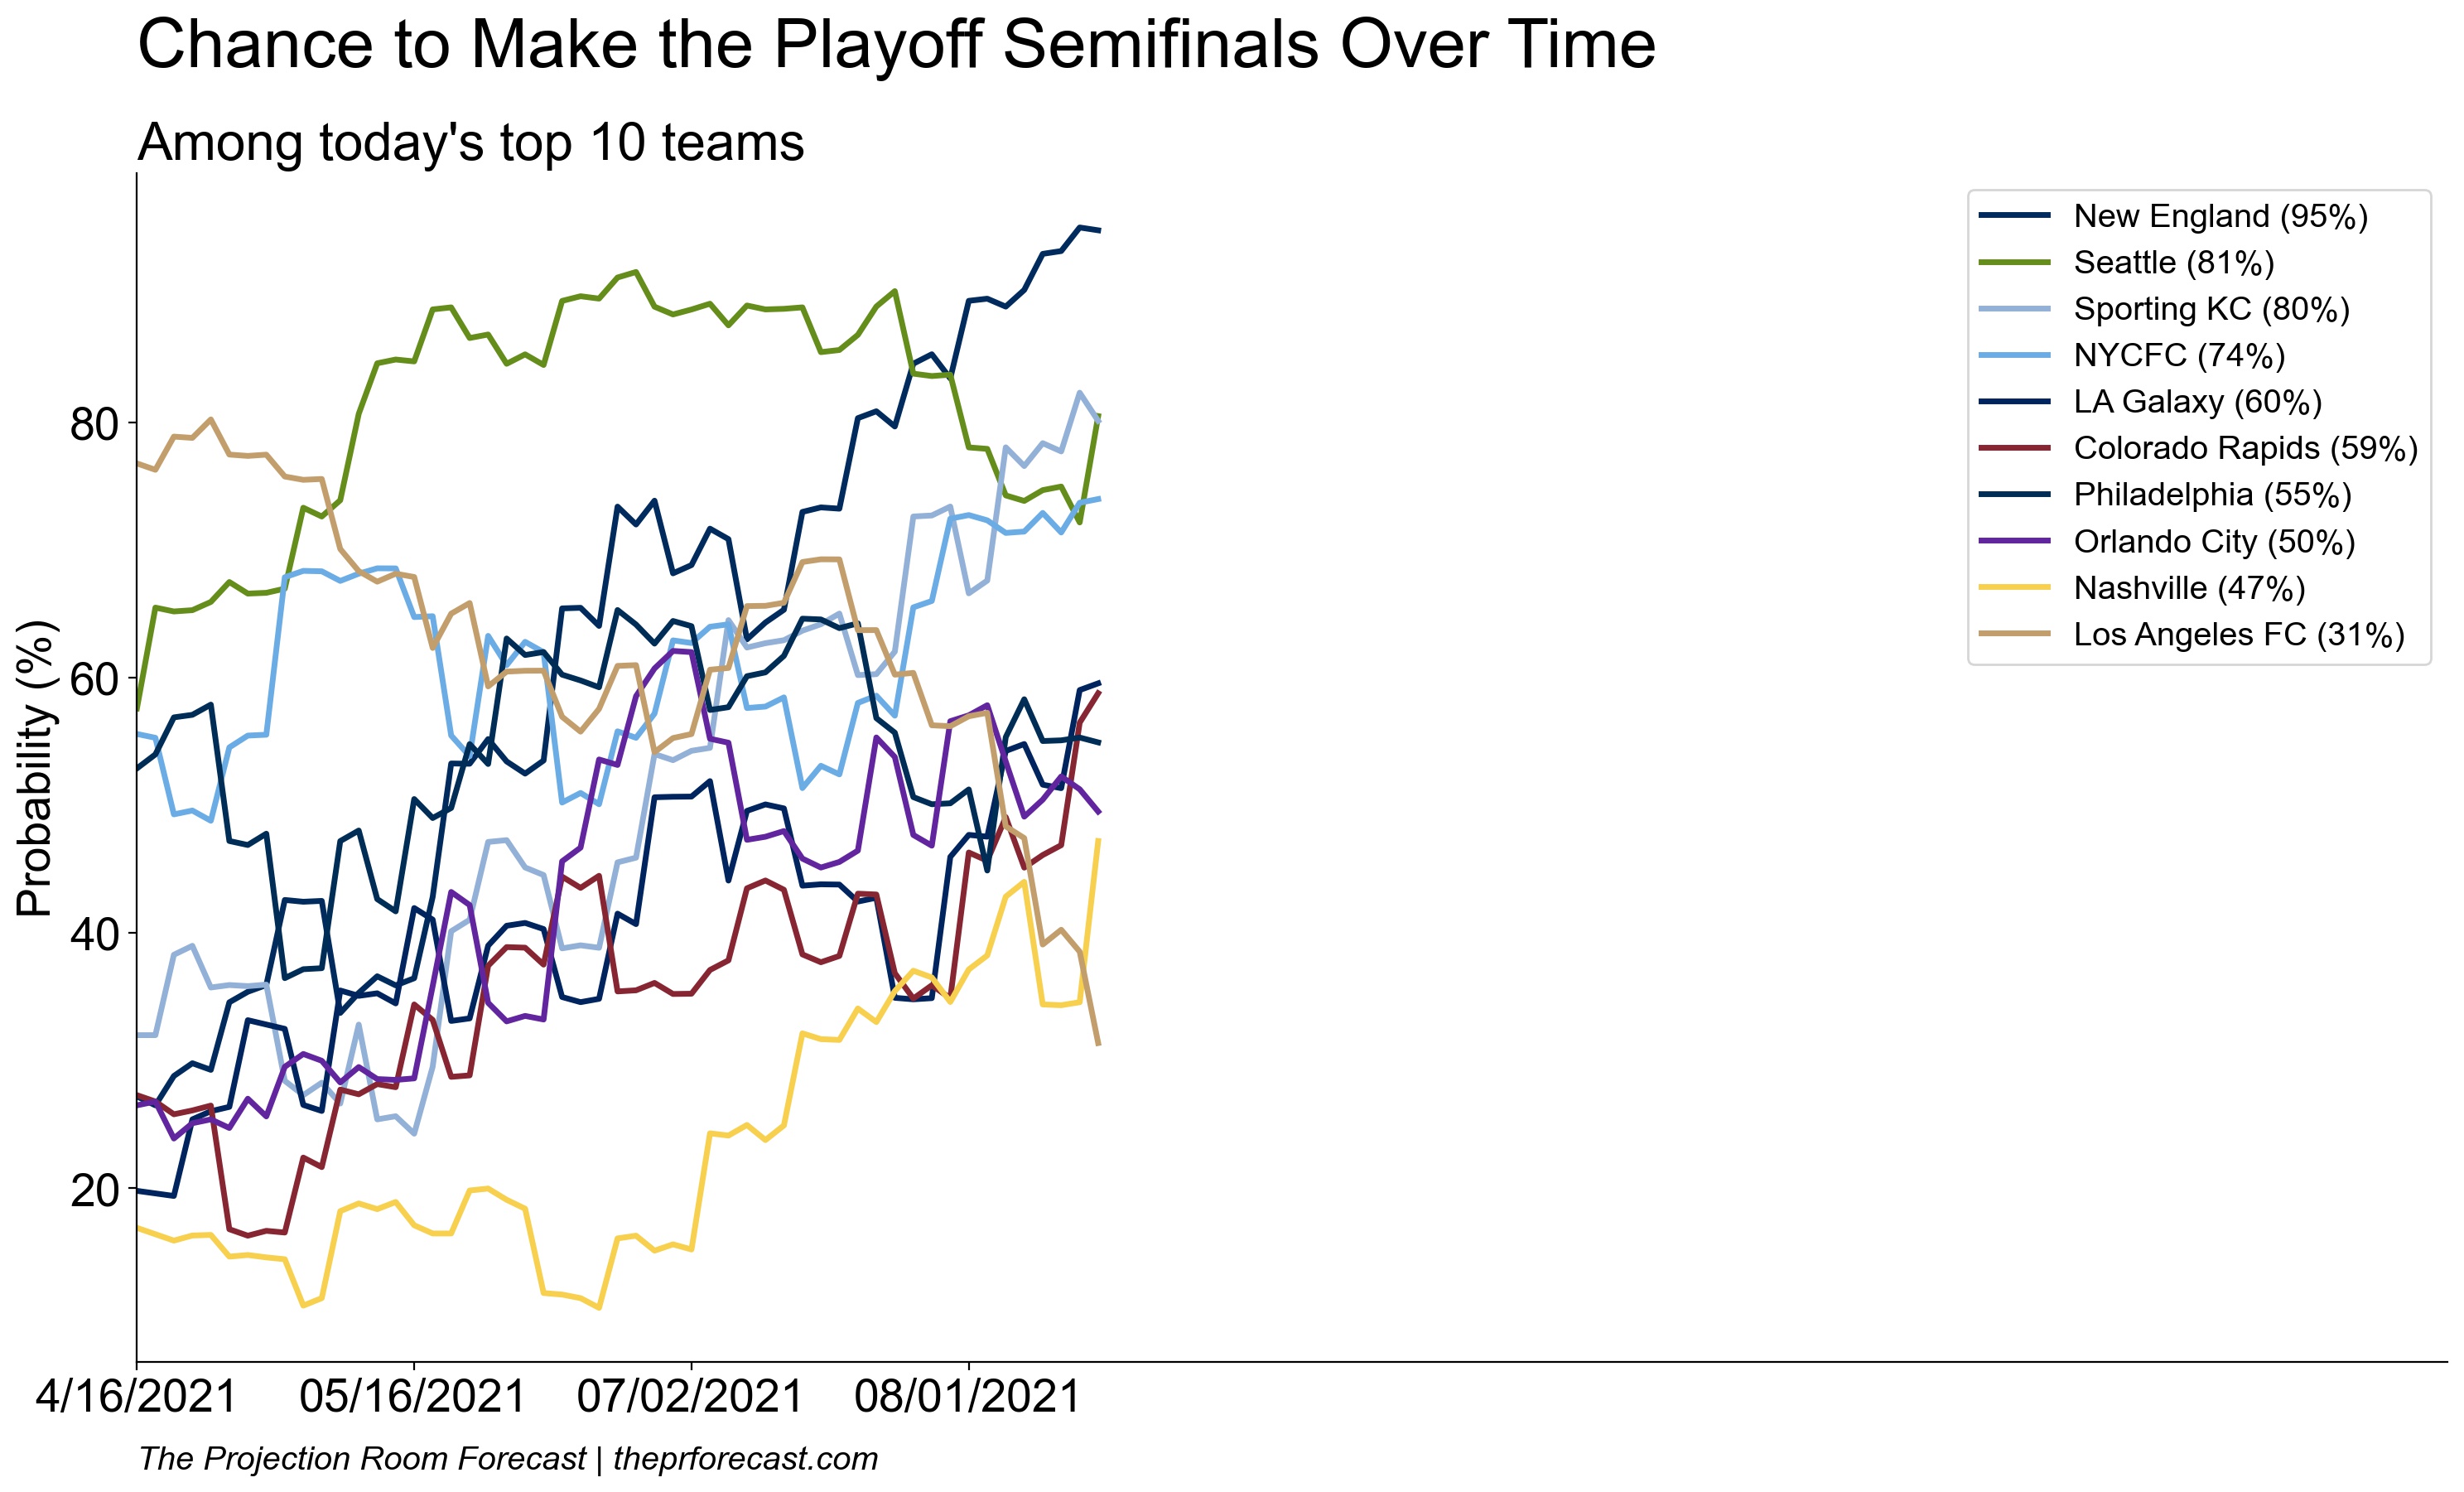 Chance to Make the Playoff Semifinals Over Time
Among today's top 10 teams
New England (95%)
Seattle (81%)
Sporting KC (80%)
NYCFC (74%)
LA Galaxy (60%)
Colorado Rapids (59%)
Philadelphia (55%)
Orlando City (50%)
Nashville (47%)
Los Angeles FC (31%)
Probability (%)
80
60
40
20
4/16/2021 05/16/2021 07/02/2021 08/01/2021
The Projection Room Forecast | theprforecast.com